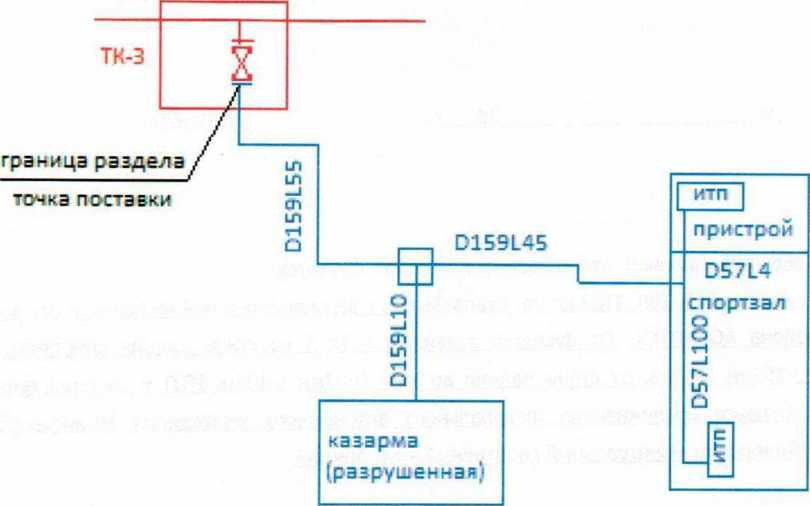 ТК-3
граница раздела
точка поставки
D159L55
D159L45
D159L10
итп
пристрой
D57L4
спортзал
D57L100
итп
казарма
(разрушенная)